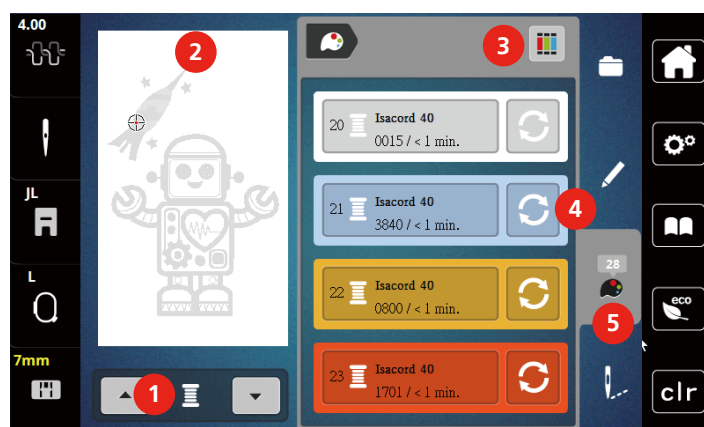 4.00
JL
L
7mm
2
1
3
20 Isacord 40
0015 / < 1 min.
21 Isacord 40
3840 / < 1 min.
22 Isacord 40
0800 / < 1 min.
23 Isacord 40
1701 / < 1 min.
4
28
5
eco
clr